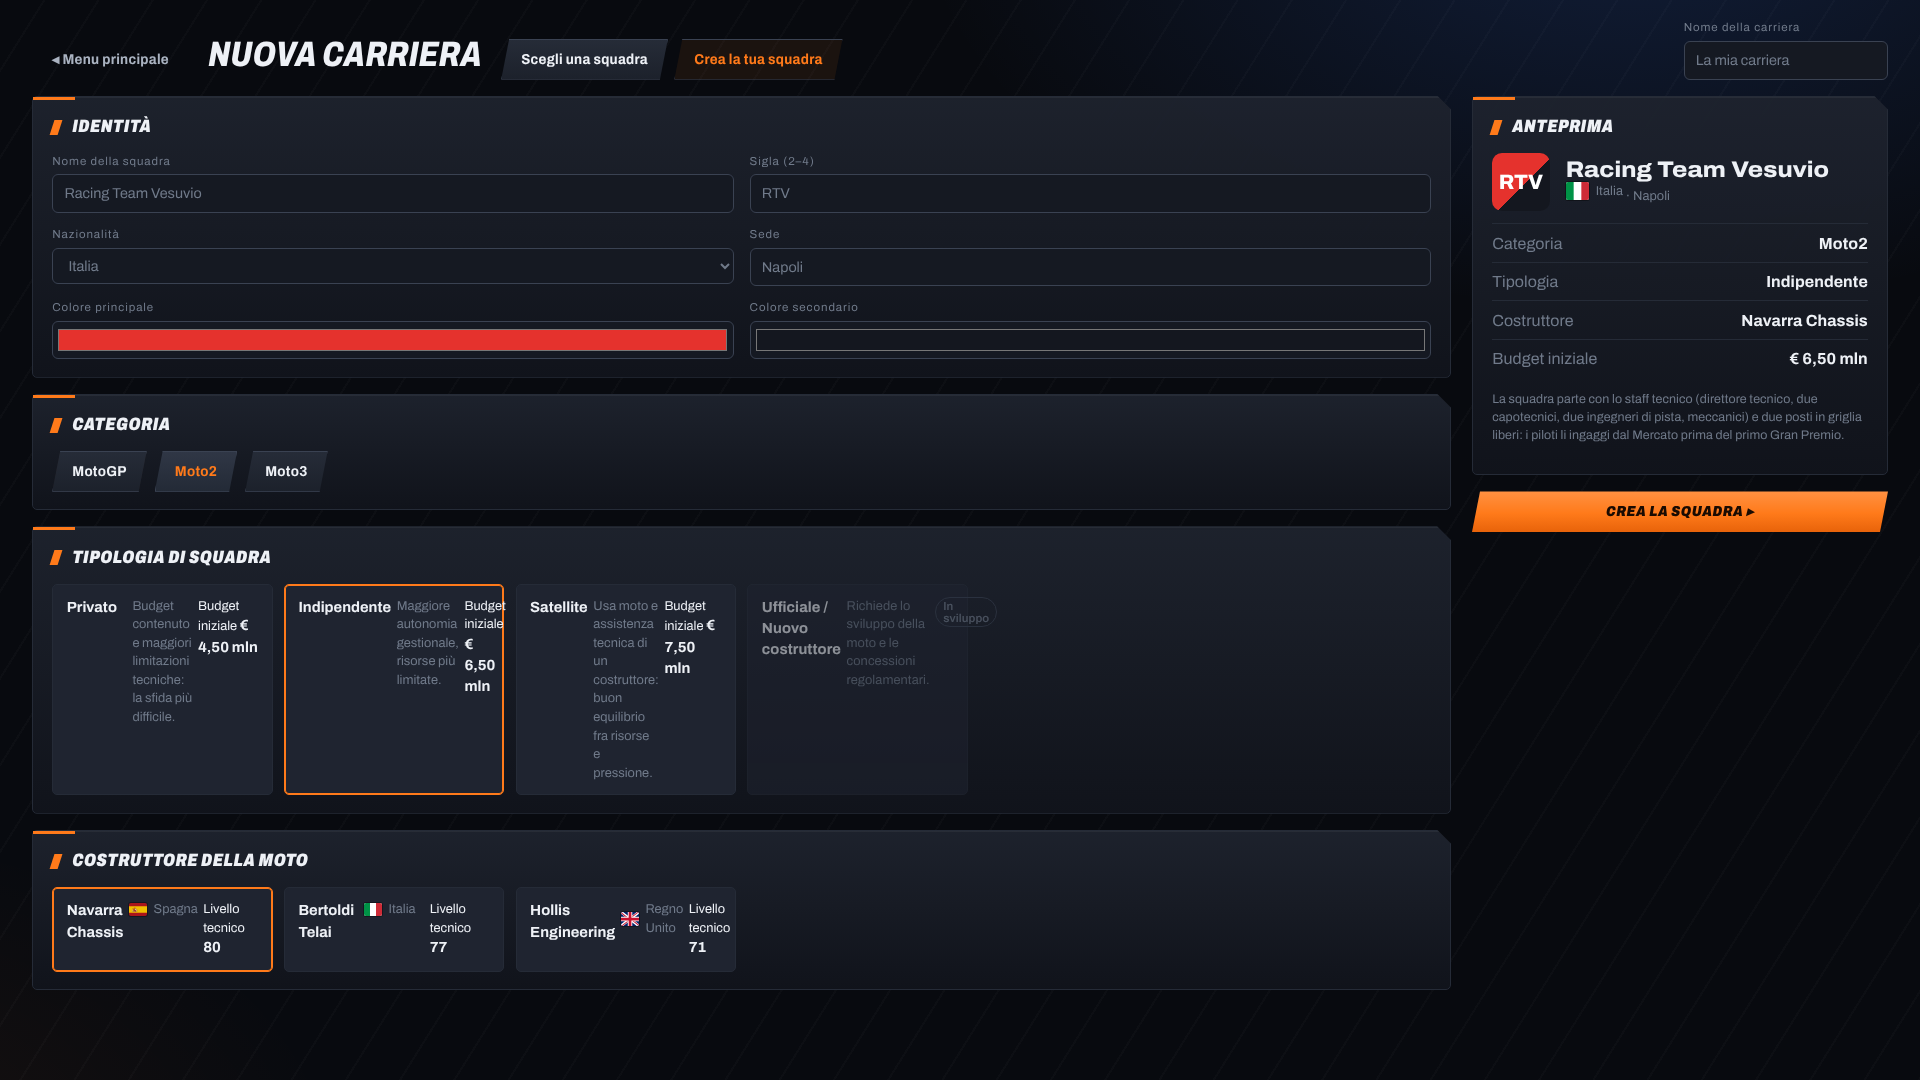 ◂ Menu principale
NUOVA CARRIERA
Scegli una squadra
Crea la tua squadra
Nome della carriera
La mia carriera
IDENTITÀ
Nome della squadra
Racing Team Vesuvio
Sigla (2–4)
RTV
Nazionalità
Italia
Sede
Napoli
Colore principale
Colore secondario
CATEGORIA
MotoGP
Moto2
Moto3
TIPOLOGIA DI SQUADRA
Privato
Budget
contenuto
e maggiori
limitazioni
tecniche:
la sfida più
difficile.
Budget
iniziale €
4,50 mln
Indipendente
Maggiore
autonomia
gestionale,
risorse più
limitate.
Budget
iniziale
€
6,50
mln
Satellite
Usa moto e
assistenza
tecnica di
un
costruttore:
buon
equilibrio
fra risorse
e
pressione.
Budget
iniziale €
7,50
mln
Ufficiale /
Nuovo
costruttore
Richiede lo
sviluppo della
moto e le
concessioni
regolamentari.
In
sviluppo
COSTRUTTORE DELLA MOTO
Navarra
Chassis
Spagna
Livello
tecnico
80
Bertoldi
Telai
Italia
Livello
tecnico
77
Hollis
Engineering
Regno
Unito
Livello
tecnico
71
ANTEPRIMA
RTV
Racing Team Vesuvio
Italia · Napoli
Categoria Moto2
Tipologia Indipendente
Costruttore Navarra Chassis
Budget iniziale € 6,50 mln
La squadra parte con lo staff tecnico (direttore tecnico, due
capotecnici, due ingegneri di pista, meccanici) e due posti in griglia
liberi: i piloti li ingaggi dal Mercato prima del primo Gran Premio.
CREA LA SQUADRA ▸